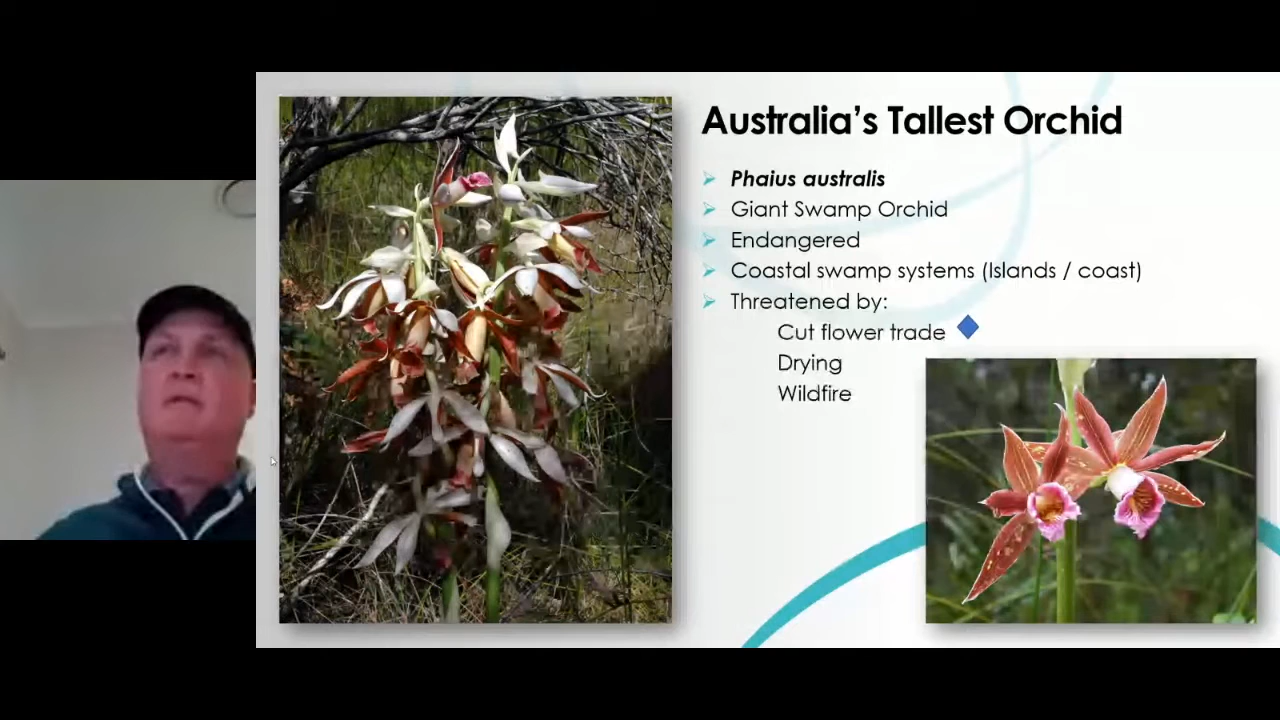 Australia's Tallest Orchid
Phaius australis
Giant Swamp Orchid
Endangered
Coastal swamp systems (Islands / coast)
Threatened by:
Cut flower trade
Drying
Wildfire